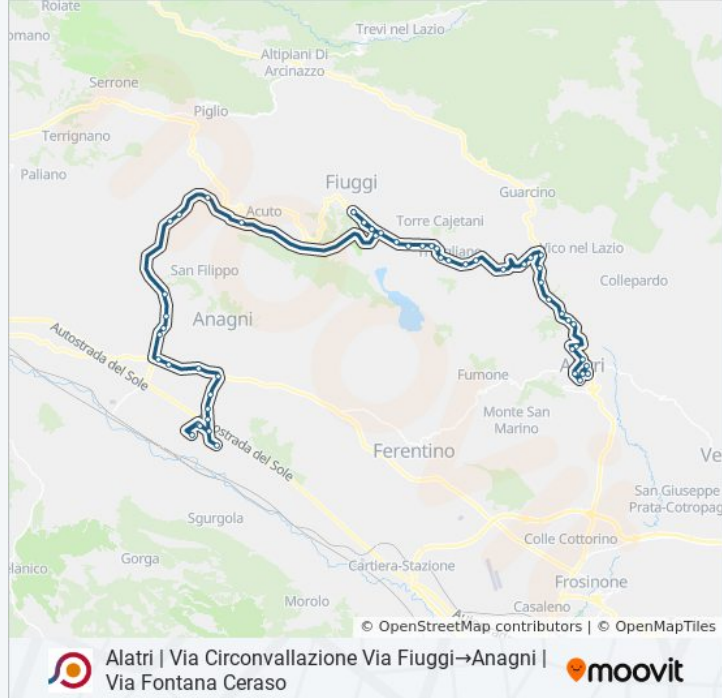 Roiate
omano
Trevi nel Lazio
Altipiani Di
Arcinazzo
Serrone
Piglio
Terrignano
Paliano
Fiuggi
Guarcino
Acuto
Torre Cajetani
Vico nel Lazio
San Filippo
Collepardo
Anagni
Autostrada del Sole
Fumone
Monte San
Marino
Autostrada del Sole
Ferentino
Ve
San Giuseppe
Prata-Cotropag
Sgurgola
Colle Cottorino
Gorga
elanico
Cartiera-Stazione
Frosinone
Morolo
Casaleno
© OpenStreetMap contributors | © OpenMapTiles
Alatri | Via Circonvallazione Via Fiuggi→Anagni |
Via Fontana Ceraso
moovit